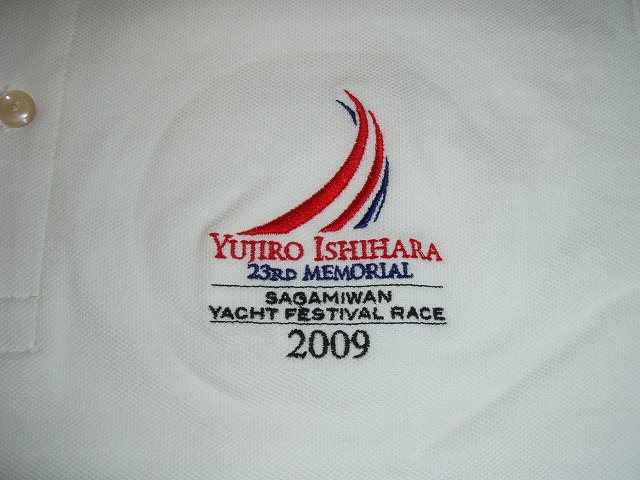 YUJIRO ISHIHARA
23RD MEMORIAL
SAGAMIWAN
YACHT FESTIVAL RACE
2009